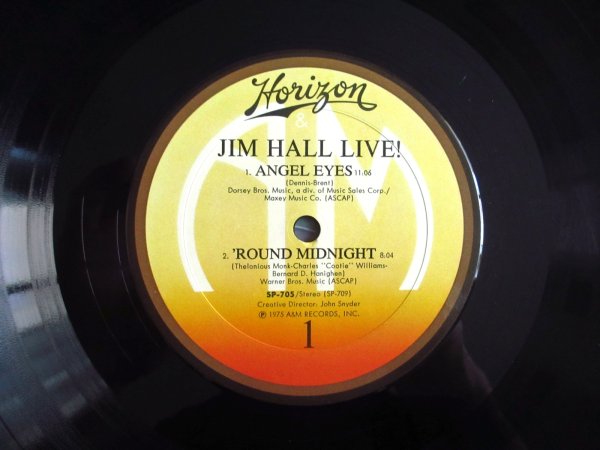 Horizon
A&M
JIM HALL LIVE!
1. ANGEL EYES 11:06
(Dennis-Brent)
Dorsey Bros. Music, a div. of Music Sales Corp./
Maxey Music Co. (ASCAP)
2. 'ROUND MIDNIGHT 8:04
(Thelonious Monk-Charles "Cootie" Williams-
Bernard D. Hanighen)
Warner Bros. Music (ASCAP)
SP-705/Stereo (SP-709)
Creative Director: John Snyder
℗ 1975 A&M RECORDS, INC.
1